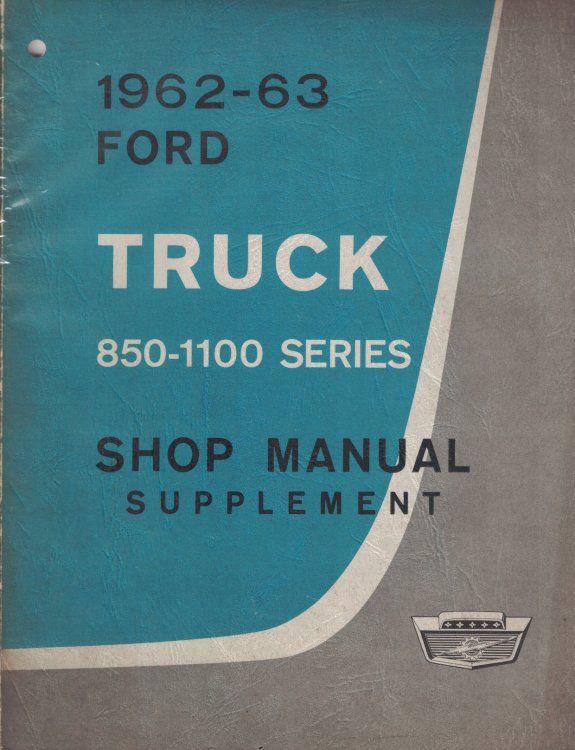 1962-63
FORD
TRUCK
850-1100 SERIES
SHOP MANUAL
SUPPLEMENT